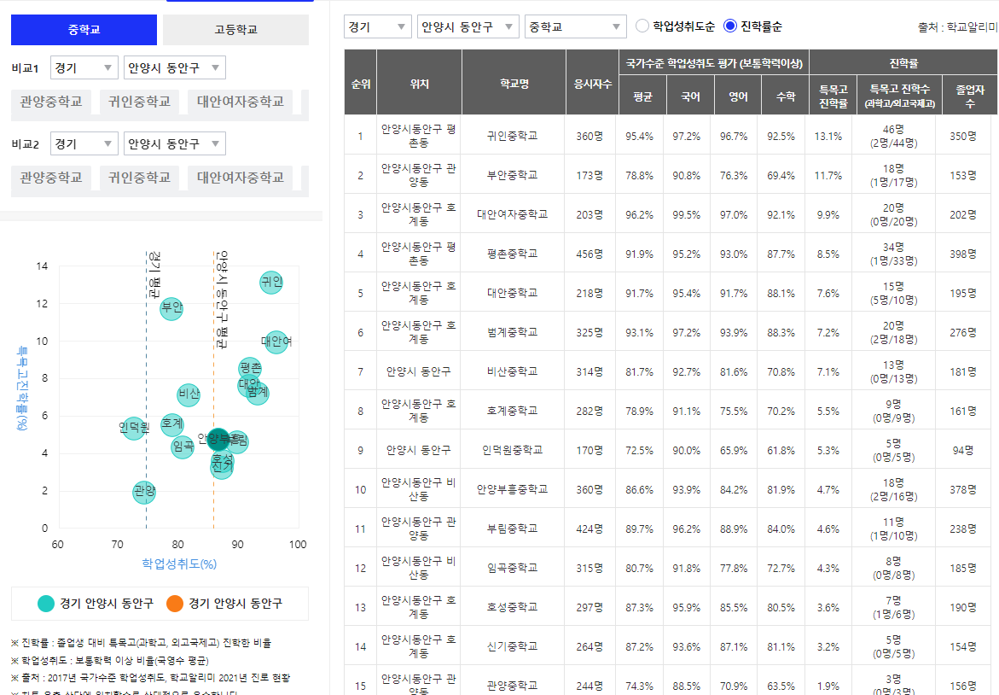 중학교
고등학교
비교1
경기
안양시 동안구
관양중학교
귀인중학교
대안여자중학교
비교2
경기
안양시 동안구
관양중학교
귀인중학교
대안여자중학교
14
12
10
8
6
4
2
0
60
70
80
90
100
특목고진학률(%)
학업성취도(%)
경기 평균
안양시 동안구 평균
귀인
부안
대안여
평촌
대안
범계
비산
인덕원
호계
임곡
안양부흥
부림
호성
신기
관양
경기 안양시 동안구
경기 안양시 동안구
※ 진학률 : 졸업생 대비 특목고(과학고, 외고국제고) 진학한 비율
※ 학업성취도 : 보통학력 이상 비율(국영수 평균)
※ 출처 : 2017년 국가수준 학업성취도, 학교알리미 2021년 진로 현황
경기
안양시 동안구
중학교
학업성취도순
진학률순
출처 : 학교알리미
순위 위치 학교명 응시자수 국가수준 학업성취도 평가 (보통학력이상) 진학률
평균 국어 영어 수학 특목고 진학률 특목고 진학수 (과학고/외고국제고) 졸업자수
1 안양시동안구 평촌동 귀인중학교 360명 95.4% 97.2% 96.7% 92.5% 13.1% 46명 (2명/44명) 350명
2 안양시동안구 관양동 부안중학교 173명 78.8% 90.8% 76.3% 69.4% 11.7% 18명 (1명/17명) 153명
3 안양시동안구 호계동 대안여자중학교 203명 96.2% 99.5% 97.0% 92.1% 9.9% 20명 (0명/20명) 202명
4 안양시동안구 평촌동 평촌중학교 456명 91.9% 95.2% 93.0% 87.7% 8.5% 34명 (1명/33명) 398명
5 안양시동안구 호계동 대안중학교 218명 91.7% 95.4% 91.7% 88.1% 7.6% 15명 (5명/10명) 195명
6 안양시동안구 호계동 범계중학교 325명 93.1% 97.2% 93.9% 88.3% 7.2% 20명 (2명/18명) 276명
7 안양시 동안구 비산중학교 314명 81.7% 92.7% 81.6% 70.8% 7.1% 13명 (0명/13명) 181명
8 안양시동안구 호계동 호계중학교 282명 78.9% 91.1% 75.5% 70.2% 5.5% 9명 (0명/9명) 161명
9 안양시 동안구 인덕원중학교 170명 72.5% 90.0% 65.9% 61.8% 5.3% 5명 (0명/5명) 94명
10 안양시동안구 비산동 안양부흥중학교 360명 86.6% 93.9% 84.2% 81.9% 4.7% 18명 (2명/16명) 378명
11 안양시동안구 관양동 부림중학교 424명 89.7% 96.2% 88.9% 84.0% 4.6% 11명 (1명/10명) 238명
12 안양시동안구 비산동 임곡중학교 315명 80.7% 91.8% 77.8% 72.7% 4.3% 8명 (0명/8명) 185명
13 안양시동안구 호계동 호성중학교 297명 87.3% 95.9% 85.5% 80.5% 3.6% 7명 (1명/6명) 190명
14 안양시동안구 호계동 신기중학교 264명 87.2% 93.6% 87.1% 81.1% 3.2% 5명 (0명/5명) 154명
15 안양시동안구 관양동 관양중학교 244명 74.3% 88.5% 70.9% 63.5% 1.9% 3명 (0명/3명) 156명